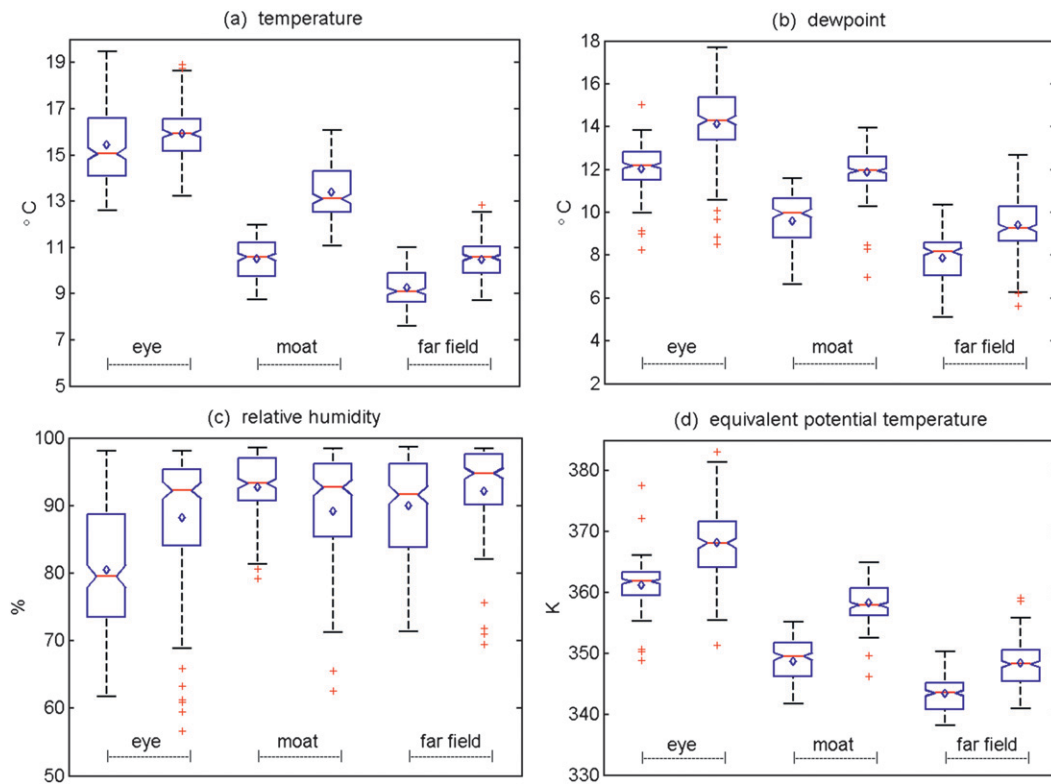 (a) temperature
(b) dewpoint
19
17
15
13
11
9
7
5
° C
eye
moat
far field
18
16
14
12
10
8
6
4
2
° C
eye
moat
far field
(c) relative humidity
(d) equivalent potential temperature
100
90
80
70
60
50
%
eye
moat
far field
380
370
360
350
340
330
K
eye
moat
far field